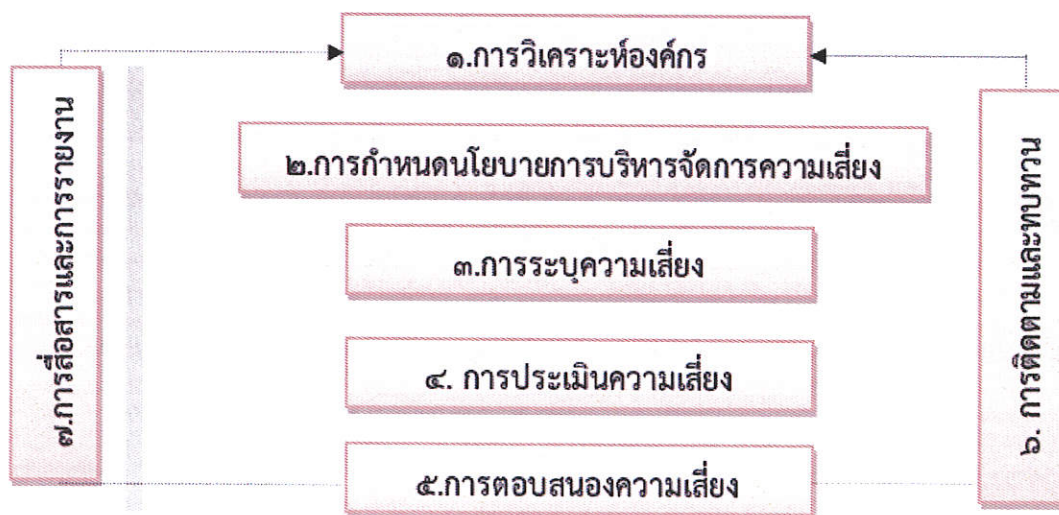 ๑.การวิเคราะห์องค์กร
๒.การกำหนดนโยบายการบริหารจัดการความเสี่ยง
๓.การระบุความเสี่ยง
๔. การประเมินความเสี่ยง
๕.การตอบสนองความเสี่ยง
๖. การติดตามและทบทวน
๗.การสื่อสารและการรายงาน